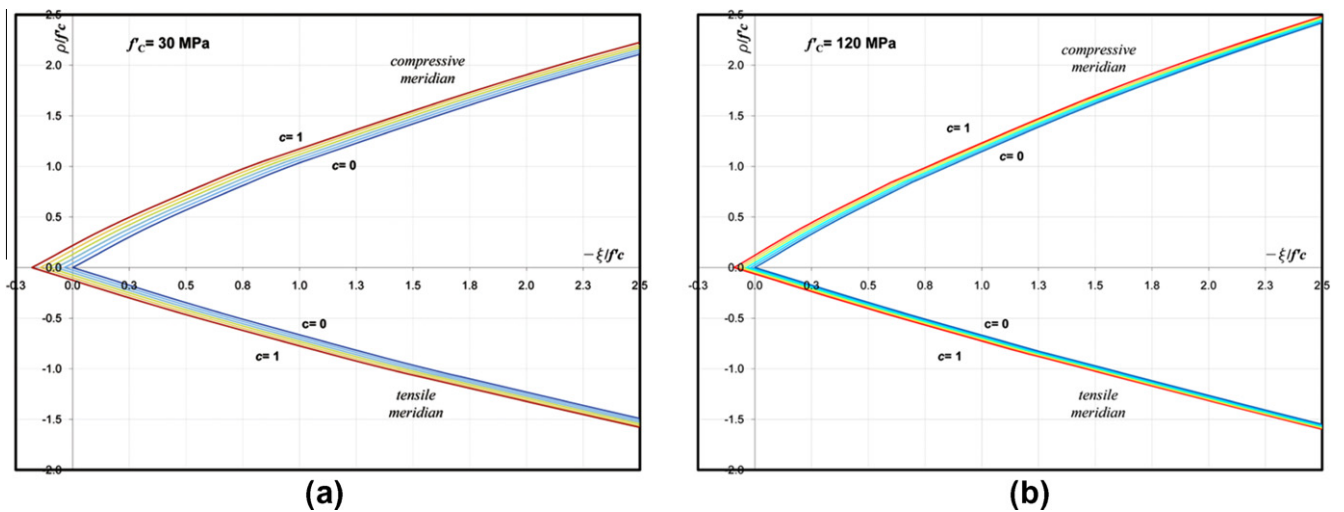 2.5
ρ/f'c
f'C= 30 MPa
compressive
meridian
2.0
1.5
c= 1
1.0
c= 0
0.5
−ξ/f'c
0.0
-0.3 0.0 0.3 0.5 0.8 1.0 1.3 1.5 1.8 2.0 2.3 2.5
c= 0
-0.5
c= 1
-1.0
tensile
meridian
-1.5
-2.0
(a)
2.5
ρ/f'c
f'C= 120 MPa
compressive
meridian
2.0
1.5
c= 1
1.0
c= 0
0.5
−ξ/f'c
0.0
-0.3 0.0 0.3 0.5 0.8 1.0 1.3 1.5 1.8 2.0 2.3 2.5
c= 0
-0.5
c= 1
-1.0
tensile
meridian
-1.5
-2.0
(b)